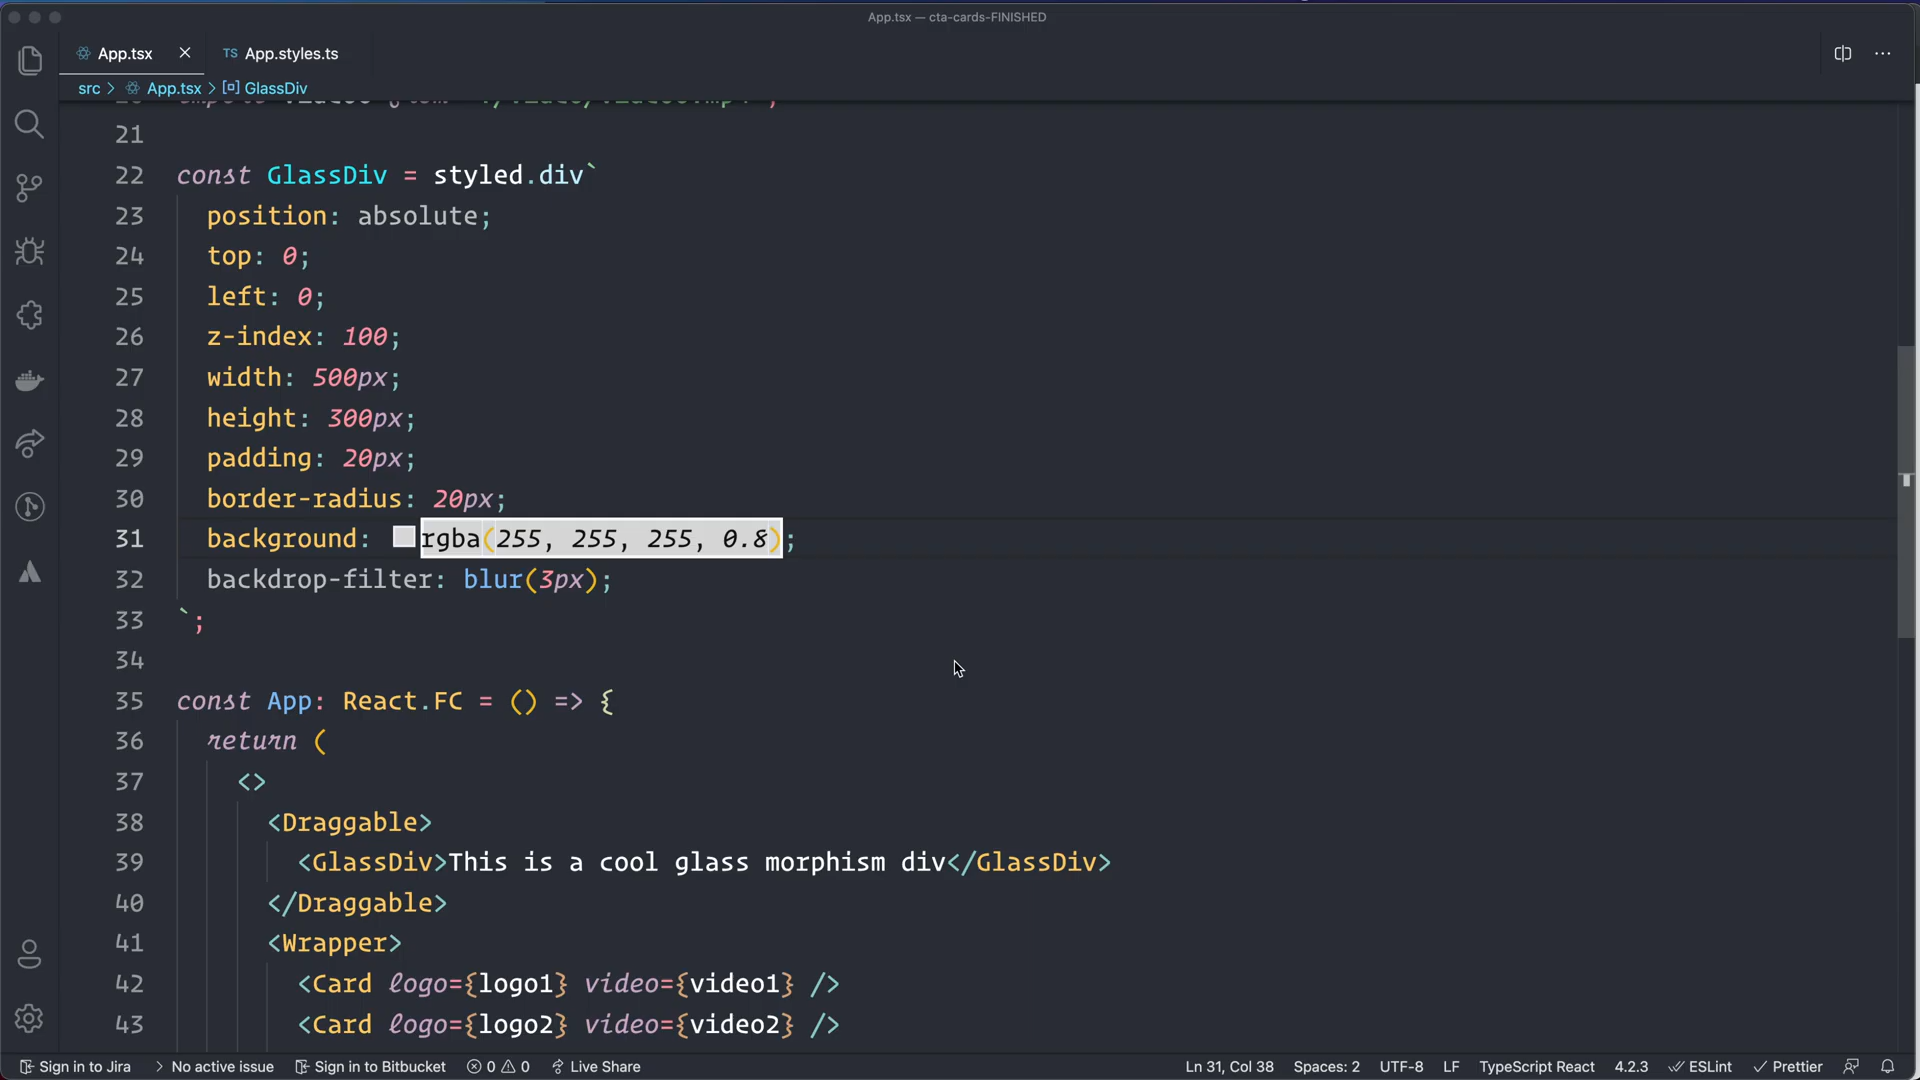 App.tsx — cta-cards-FINISHED
App.tsx
TS App.styles.ts
src > App.tsx > GlassDiv
21
22 const GlassDiv = styled.div`
23 position: absolute;
24 top: 0;
25 left: 0;
26 z-index: 100;
27 width: 500px;
28 height: 300px;
29 padding: 20px;
30 border-radius: 20px;
31 background: rgba(255, 255, 255, 0.8);
32 backdrop-filter: blur(3px);
33 `;
34
35 const App: React.FC = () => {
36 return (
37 <>
38 <Draggable>
39 <GlassDiv>This is a cool glass morphism div</GlassDiv>
40 </Draggable>
41 <Wrapper>
42 <Card logo={logo1} video={video1} />
43 <Card logo={logo2} video={video2} />
Sign in to Jira > No active issue Sign in to Bitbucket 0 0 Live Share Ln 31, Col 38 Spaces: 2 UTF-8 LF TypeScript React 4.2.3 ESLint Prettier